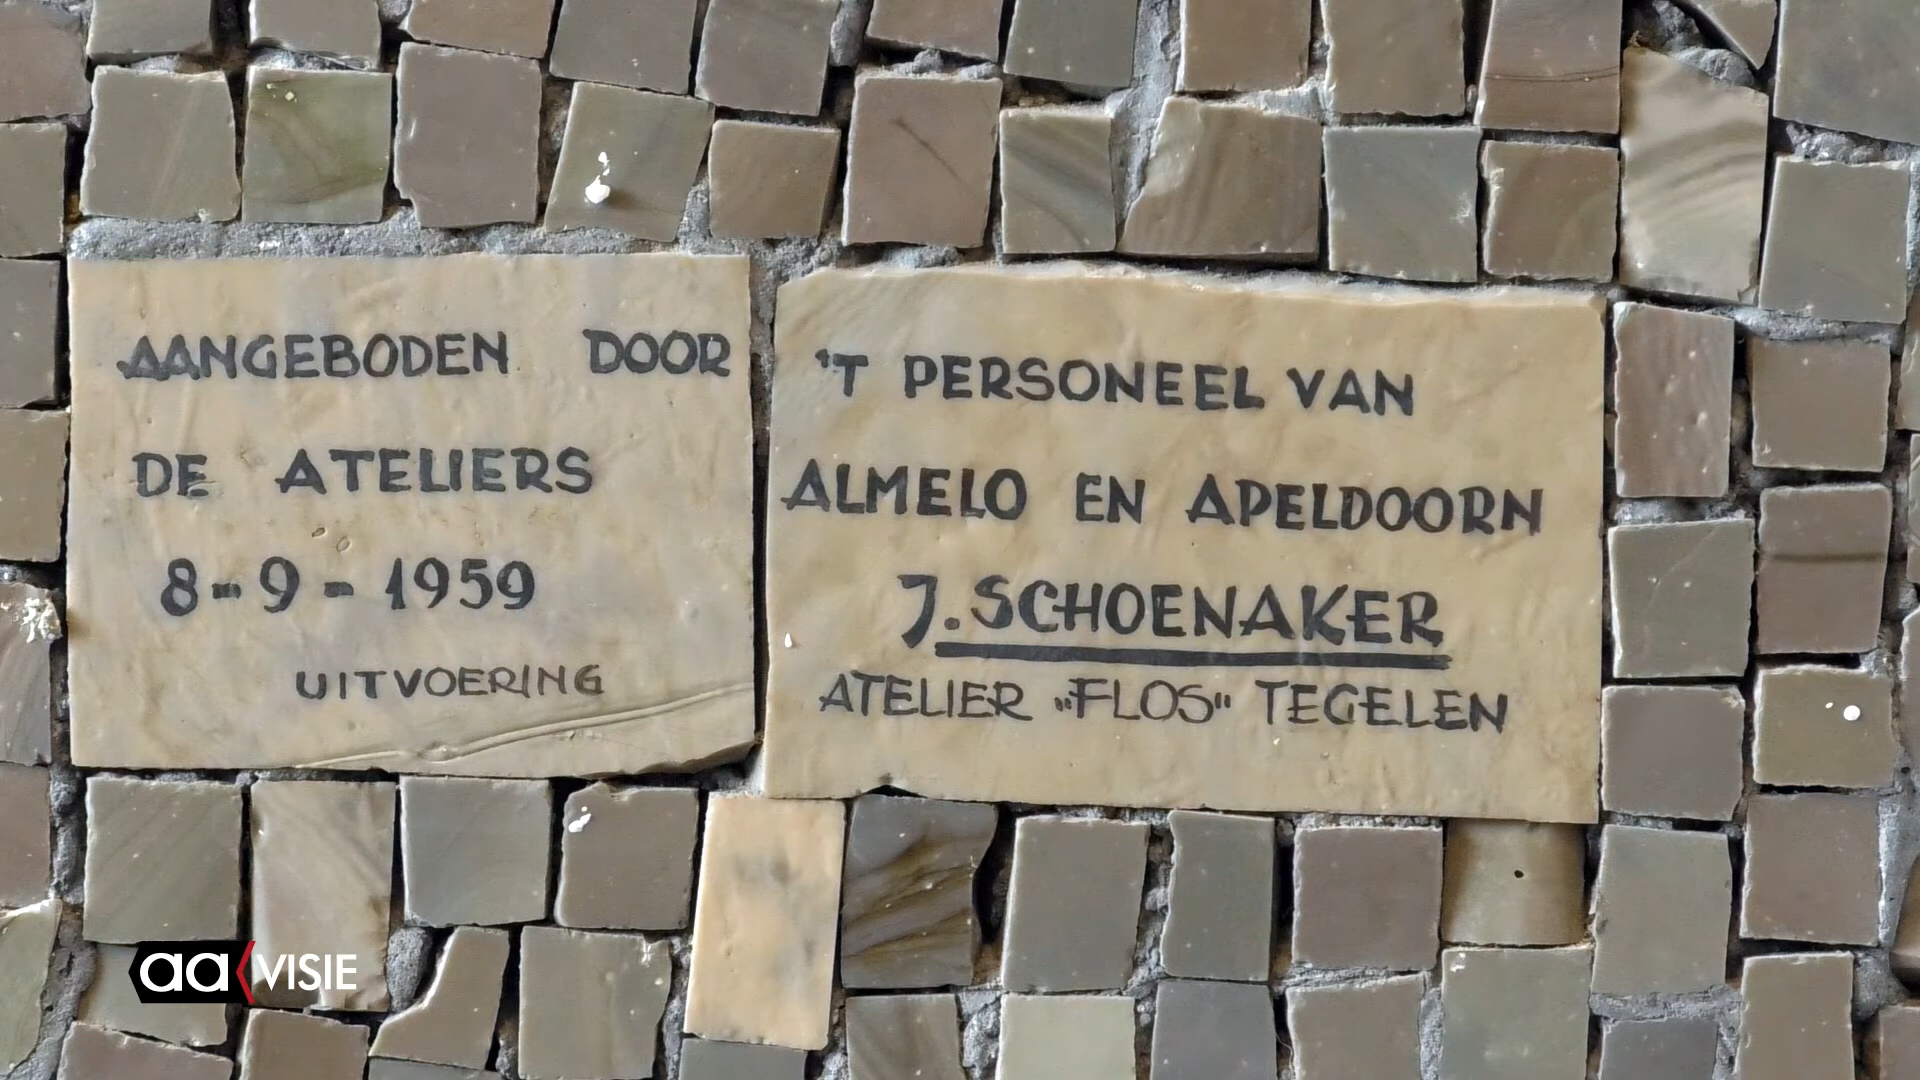 AANGEBODEN DOOR
DE ATELIERS
8-9-1959
UITVOERING
'T PERSONEEL VAN
ALMELO EN APELDOORN
J. SCHOENAKER
ATELIER „FLOS" TEGELEN
aa VISIE